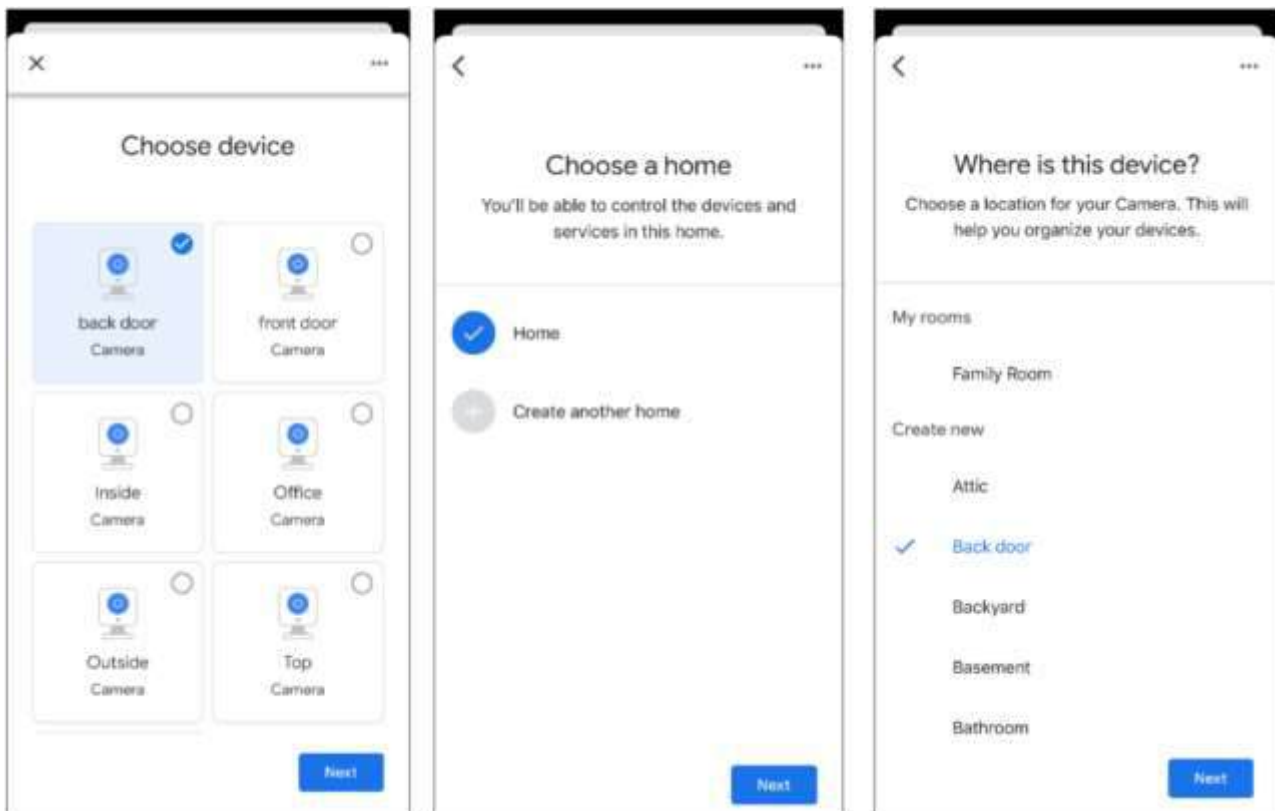 Choose device
back door
Camera
front door
Camera
Inside
Camera
Office
Camera
Outside
Camera
Top
Camera
Next
Choose a home
You'll be able to control the devices and
services in this home.
Home
Create another home
Next
Where is this device?
Choose a location for your Camera. This will
help you organize your devices.
My rooms
Family Room
Create new
Attic
Back door
Backyard
Basement
Bathroom
Next